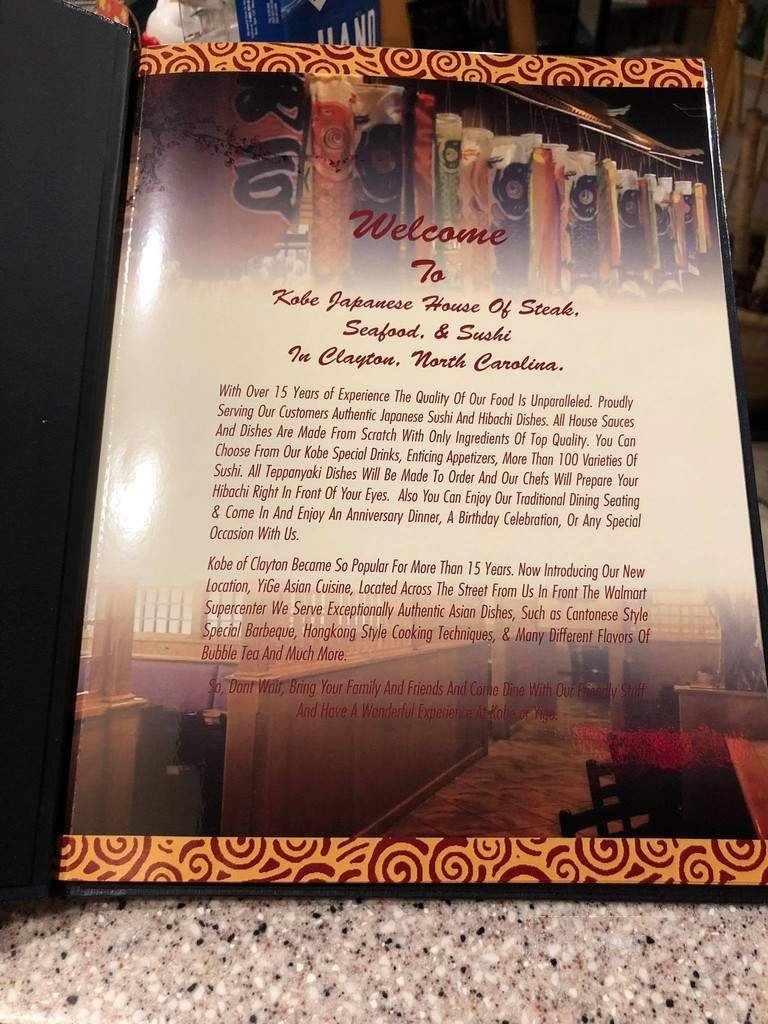 LAND
Welcome
To
Kobe Japanese House Of Steak,
Seafood, & Sushi
In Clayton, North Carolina.
With Over 15 Years of Experience The Quality Of Our Food Is Unparalleled. Proudly
Serving Our Customers Authentic Japanese Sushi And Hibachi Dishes. All House Sauces
And Dishes Are Made From Scratch With Only Ingredients Of Top Quality. You Can
Choose From Our Kobe Special Drinks, Enticing Appetizers, More Than 100 Varieties Of
Sushi. All Teppanyaki Dishes Will Be Made To Order And Our Chefs Will Prepare Your
Hibachi Right In Front Of Your Eyes. Also You Can Enjoy Our Traditional Dining Seating
& Come In And Enjoy An Anniversary Dinner, A Birthday Celebration, Or Any Special
Occasion With Us.
Kobe of Clayton Became So Popular For More Than 15 Years. Now Introducing Our New
Location, YiGe Asian Cuisine, Located Across The Street From Us In Front The Walmart
Supercenter We Serve Exceptionally Authentic Asian Dishes, Such as Cantonese Style
Special Barbeque, Hongkong Style Cooking Techniques, & Many Different Flavors Of
Bubble Tea And Much More.
So, Dont Wait, Bring Your Family And Friends And Come Dine With Our Friendly Staff
And Have A Wonderful Experience At Kobe or Yige.